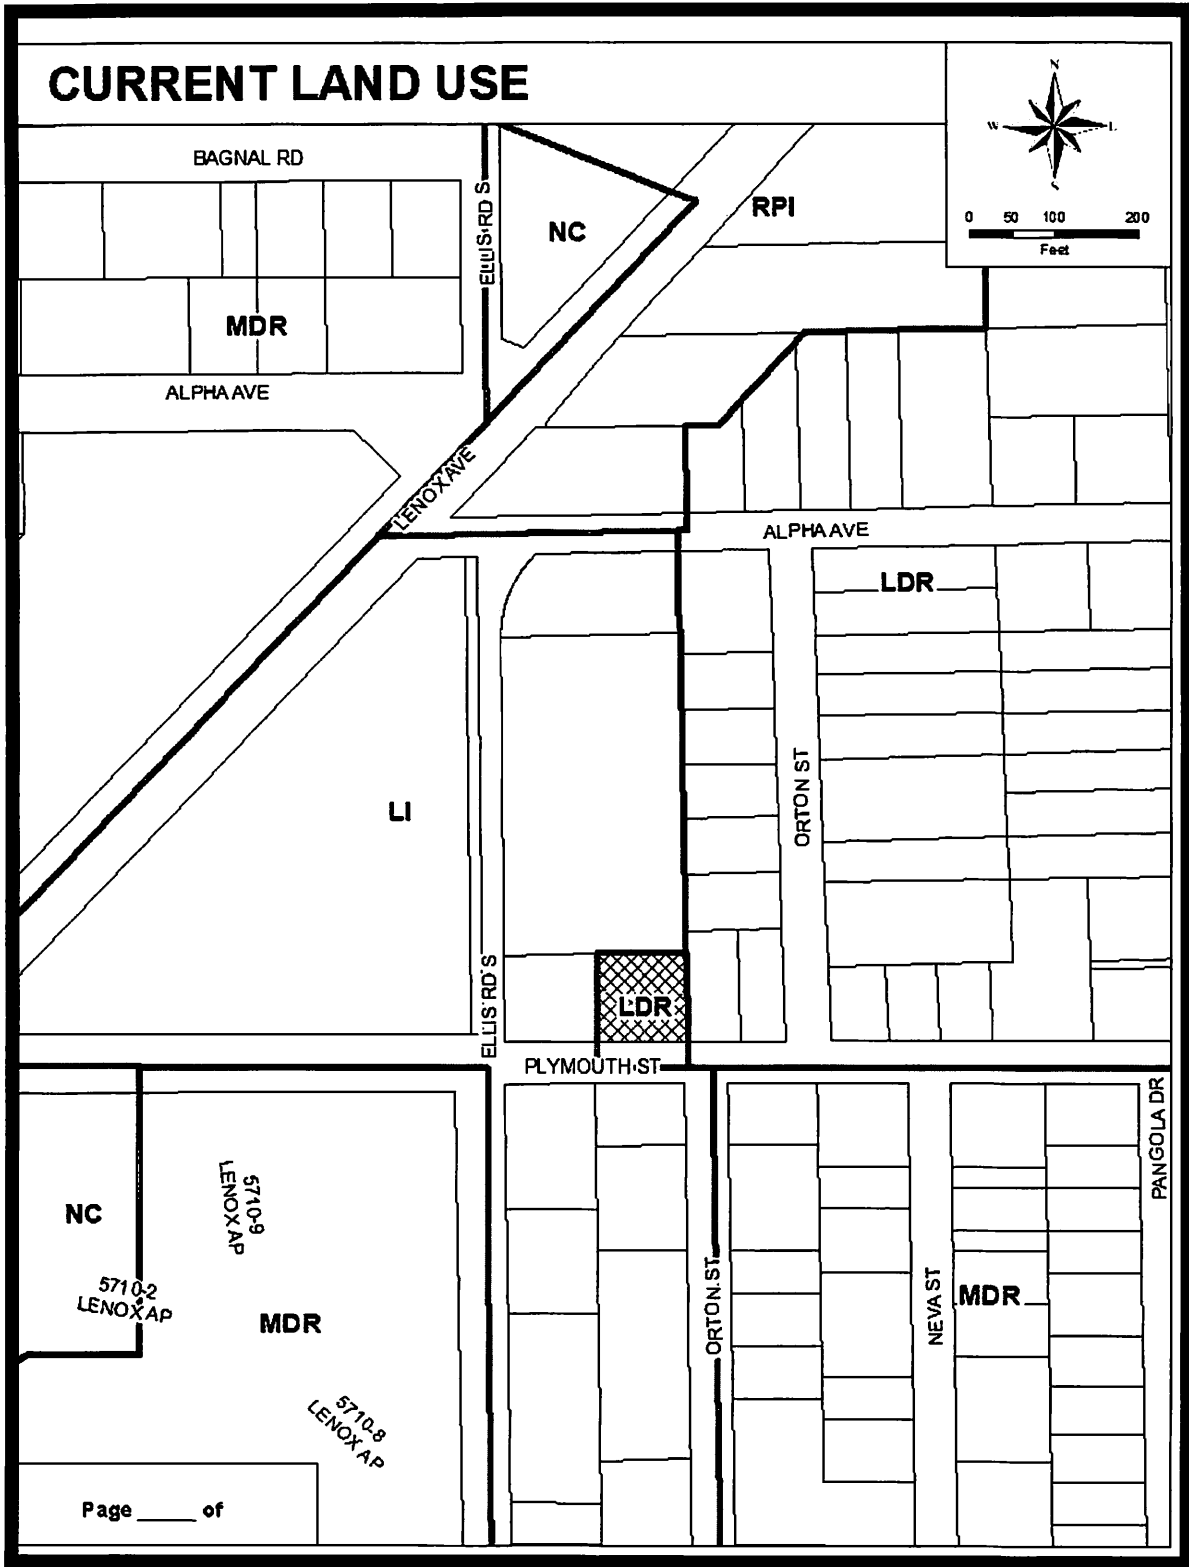 CURRENT LAND USE
N
W
S
0 50 100 200
Feet
BAGNAL RD
ELLIS RD S
NC
RPI
MDR
ALPHA AVE
LENOX AVE
ALPHA AVE
LDR
ORTON ST
LI
ELLIS RD S
LDR
PLYMOUTH ST
PANGOLA DR
NC
5710-9
LENOX AP
5710-2
LENOX AP
MDR
ORTON ST
NEVA ST
MDR
5710-8
LENOX AP
Page _____ of